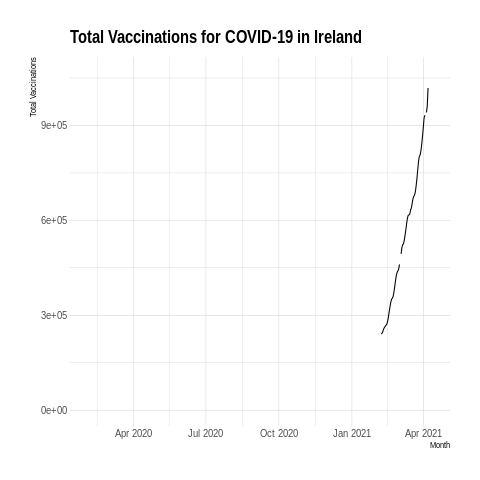 Total Vaccinations for COVID-19 in Ireland
Total Vaccinations
9e+05
6e+05
3e+05
0e+00
Apr 2020 Jul 2020 Oct 2020 Jan 2021 Apr 2021
Month